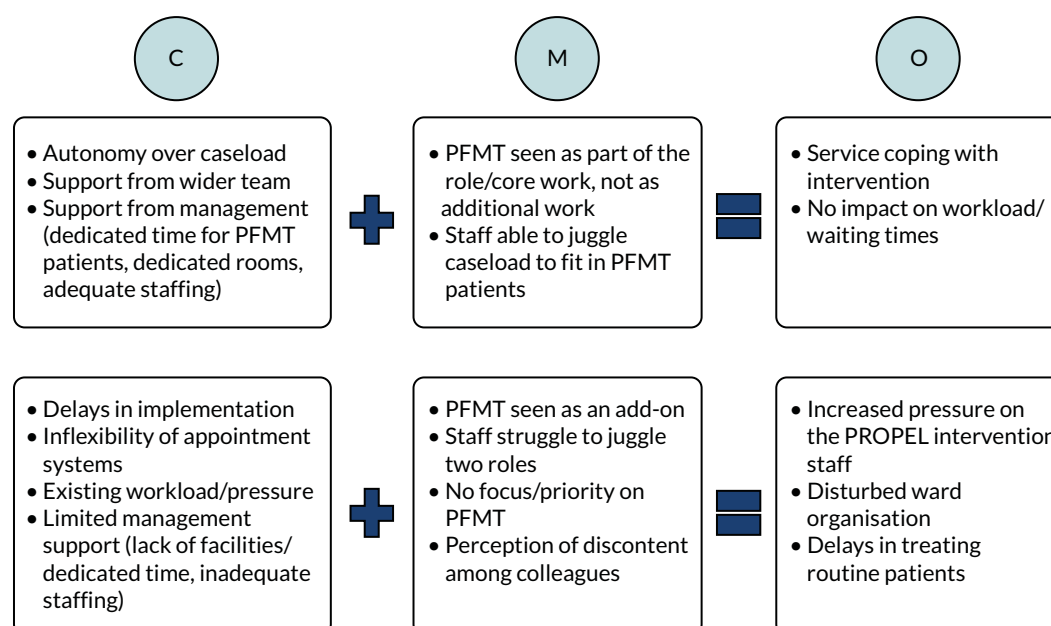 C
M
O
• Autonomy over caseload
• Support from wider team
• Support from management
(dedicated time for PFMT
patients, dedicated rooms,
adequate staffing)
• PFMT seen as part of the
role/core work, not as
additional work
• Staff able to juggle
caseload to fit in PFMT
patients
• Service coping with
intervention
• No impact on workload/
waiting times
• Delays in implementation
• Inflexibility of appointment
systems
• Existing workload/pressure
• Limited management
support (lack of facilities/
dedicated time, inadequate
staffing)
• PFMT seen as an add-on
• Staff struggle to juggle
two roles
• No focus/priority on
PFMT
• Perception of discontent
among colleagues
• Increased pressure on
the PROPEL intervention
staff
• Disturbed ward
organisation
• Delays in treating
routine patients